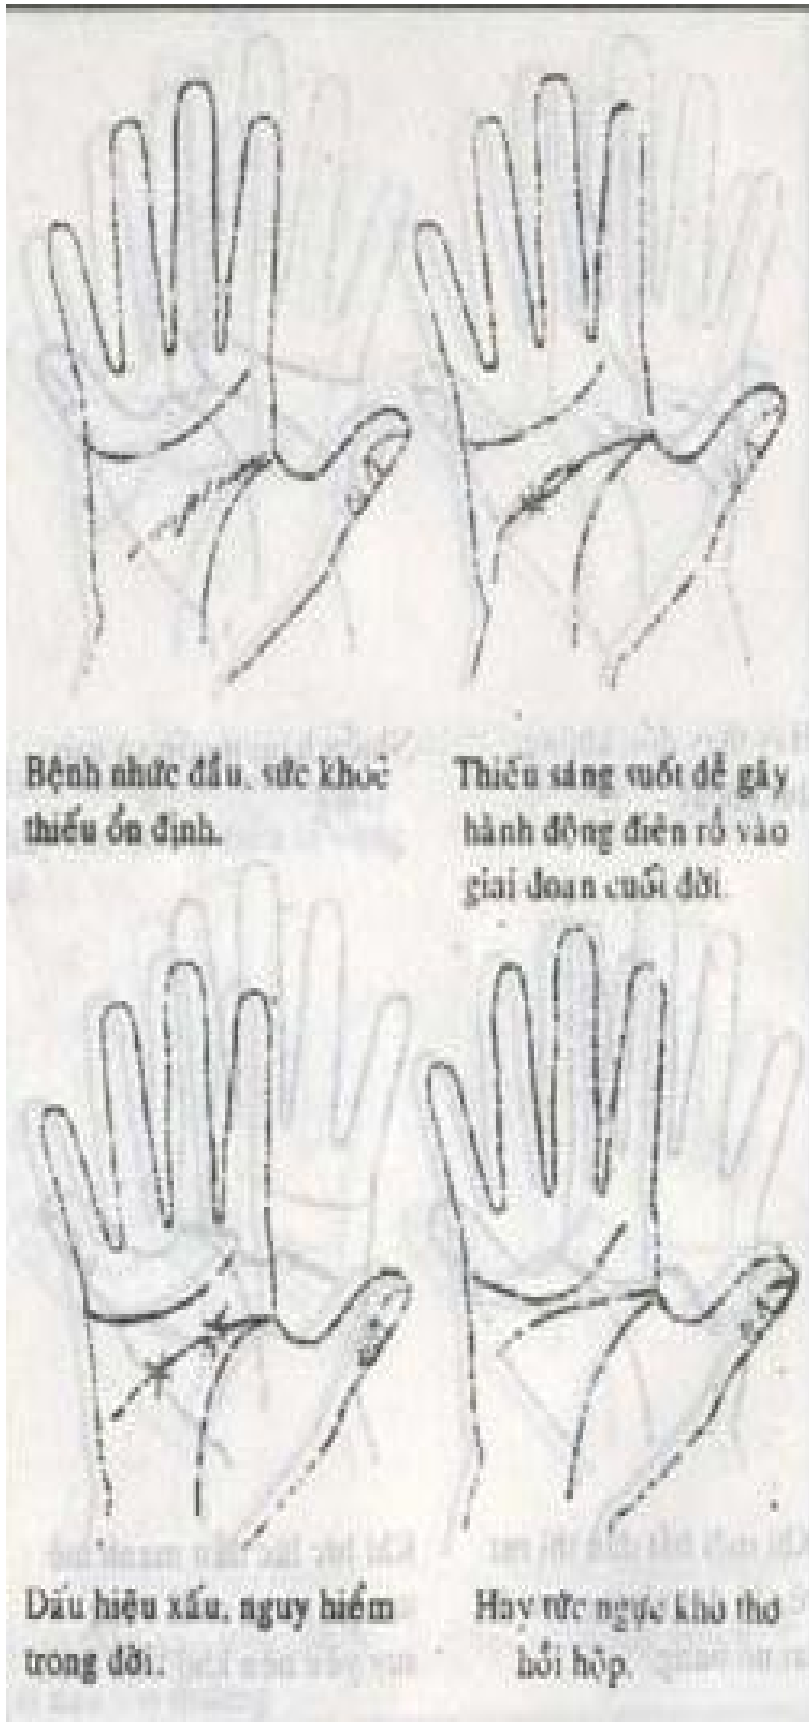 Bệnh nhức đầu, sức khoẻ
thiếu ổn định.
Thiếu sáng suốt dễ gây
hành động điên rồ vào
giai đoạn cuối đời.
Dấu hiệu xấu, nguy hiểm
trong đời.
Hay tức ngực khó thở
hồi hộp.